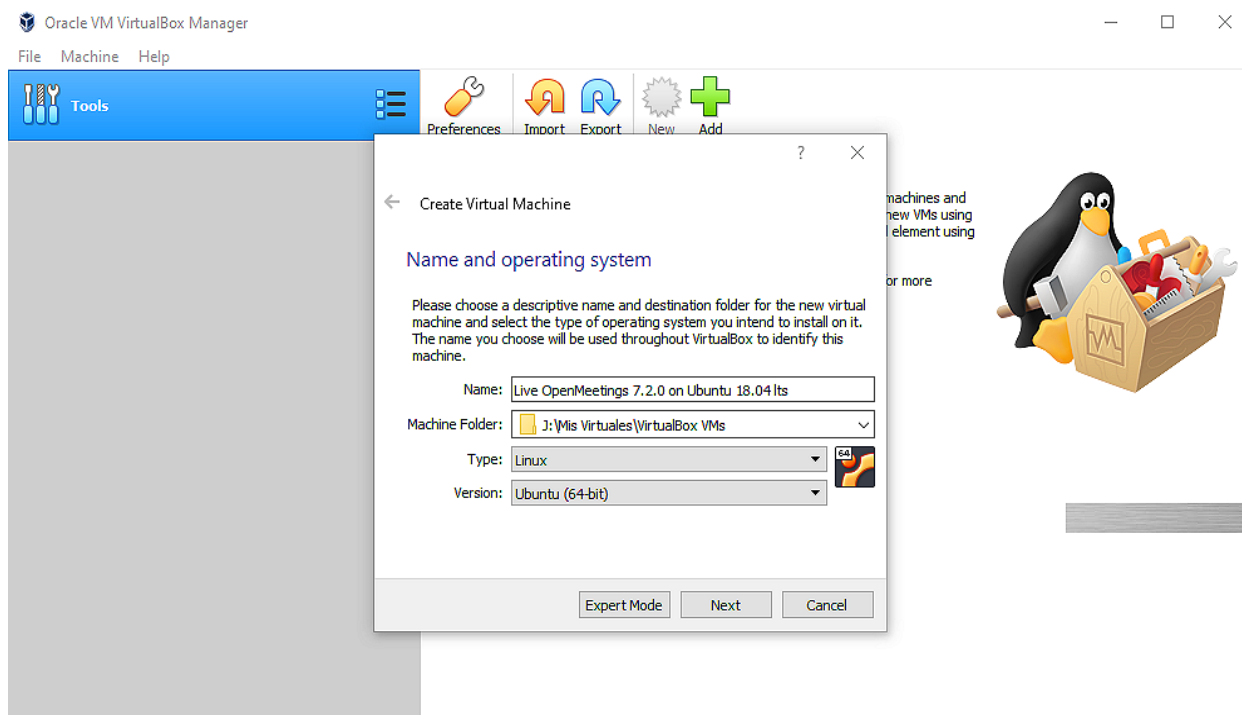 Oracle VM VirtualBox Manager
File Machine Help
Tools
Preferences Import Export New Add
?
Create Virtual Machine
machines and
new VMs using
element using
or more
Name and operating system
Please choose a descriptive name and destination folder for the new virtual
machine and select the type of operating system you intend to install on it.
The name you choose will be used throughout VirtualBox to identify this
machine.
Name: Live OpenMeetings 7.2.0 on Ubuntu 18.04 lts
Machine Folder: J:\Mis Virtuales\VirtualBox VMs
Type: Linux
64
Version: Ubuntu (64-bit)
Expert Mode Next Cancel